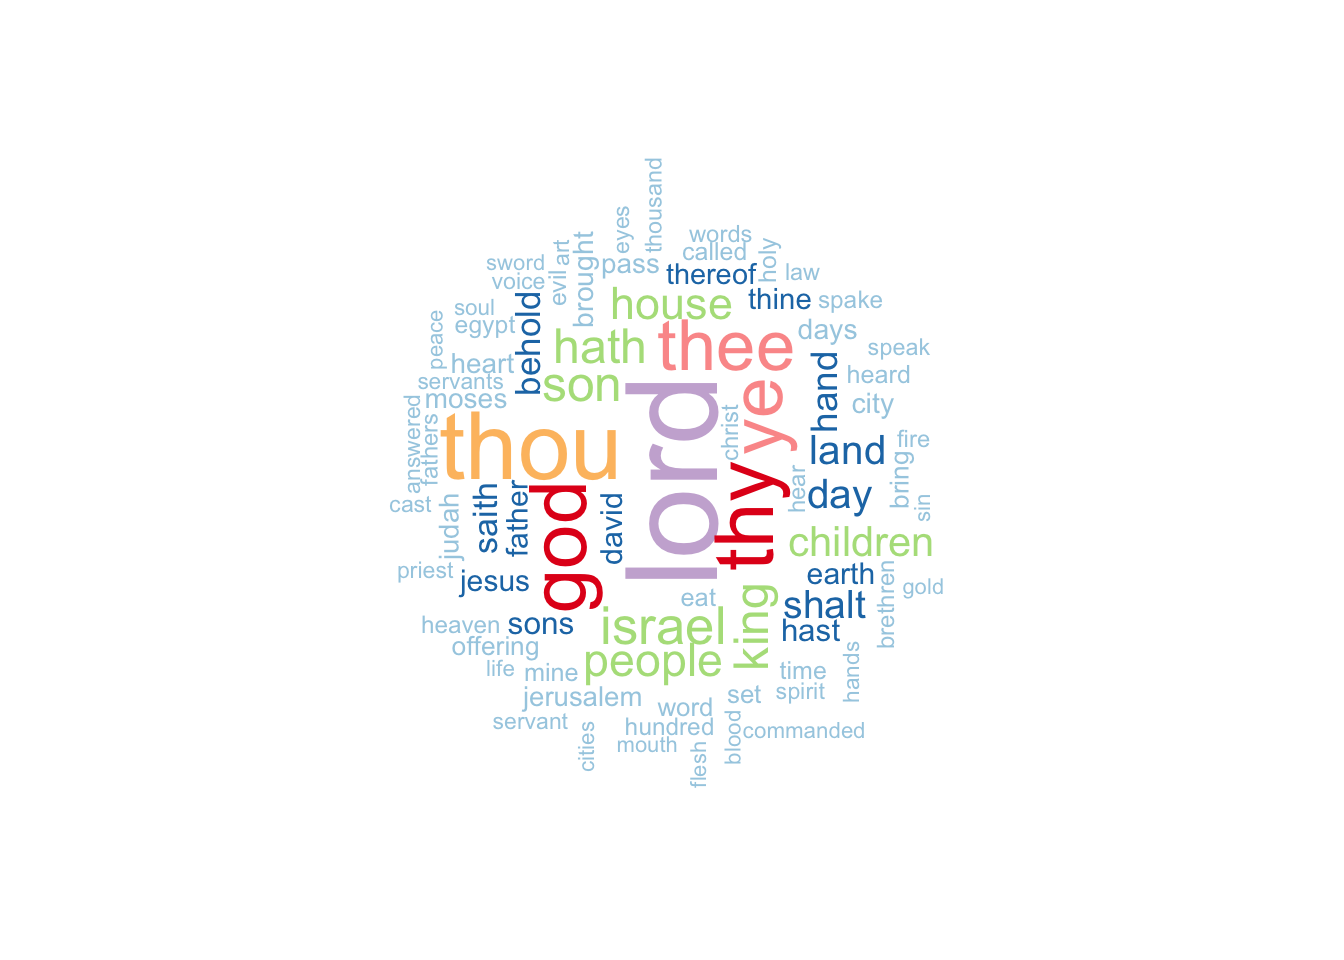 thousand
eyes
words
called
holy
art
brought
evil
sword
voice
pass
thereof
law
thine
spake
soul
egypt
behold
house
days
peace
heart
hath
thee
speak
servants
son
hand
heard
moses
ye
city
answered
fathers
thou
lord
christ
land
fire
bring
cast
judah
saith
father
god
david
thy
hear
day
sin
children
priest
jesus
earth
brethren
gold
eat
shalt
heaven
sons
israel
king
hast
offering
people
life
mine
time
hands
spirit
jerusalem
word
set
servant
hundred
blood
commanded
cities
mouth
flesh